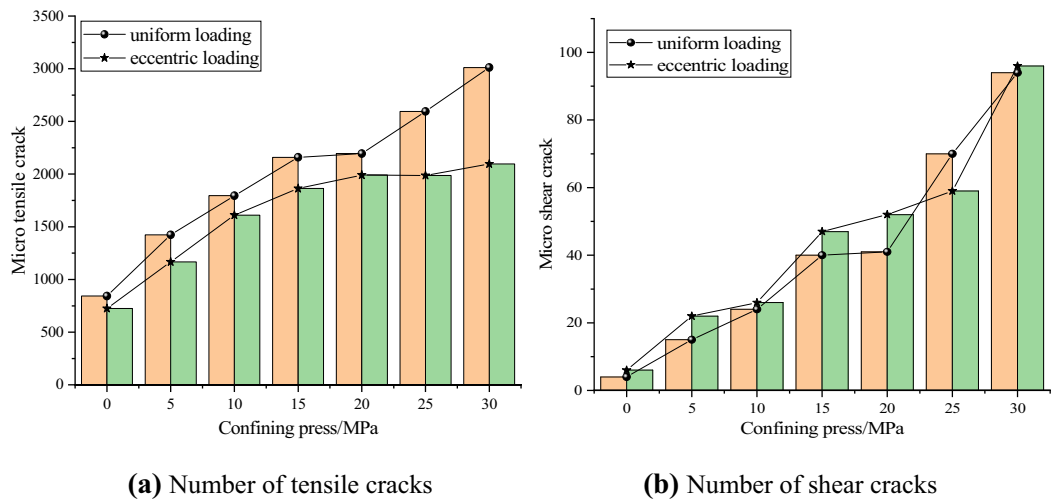 3500
3000
2500
2000
1500
1000
500
0
Micro tensile crack
uniform loading
eccentric loading
0 5 10 15 20 25 30
Confining press/MPa
(a) Number of tensile cracks
100
80
60
40
20
0
Micro shear crack
uniform loading
eccentric loading
0 5 10 15 20 25 30
Confining press/MPa
(b) Number of shear cracks